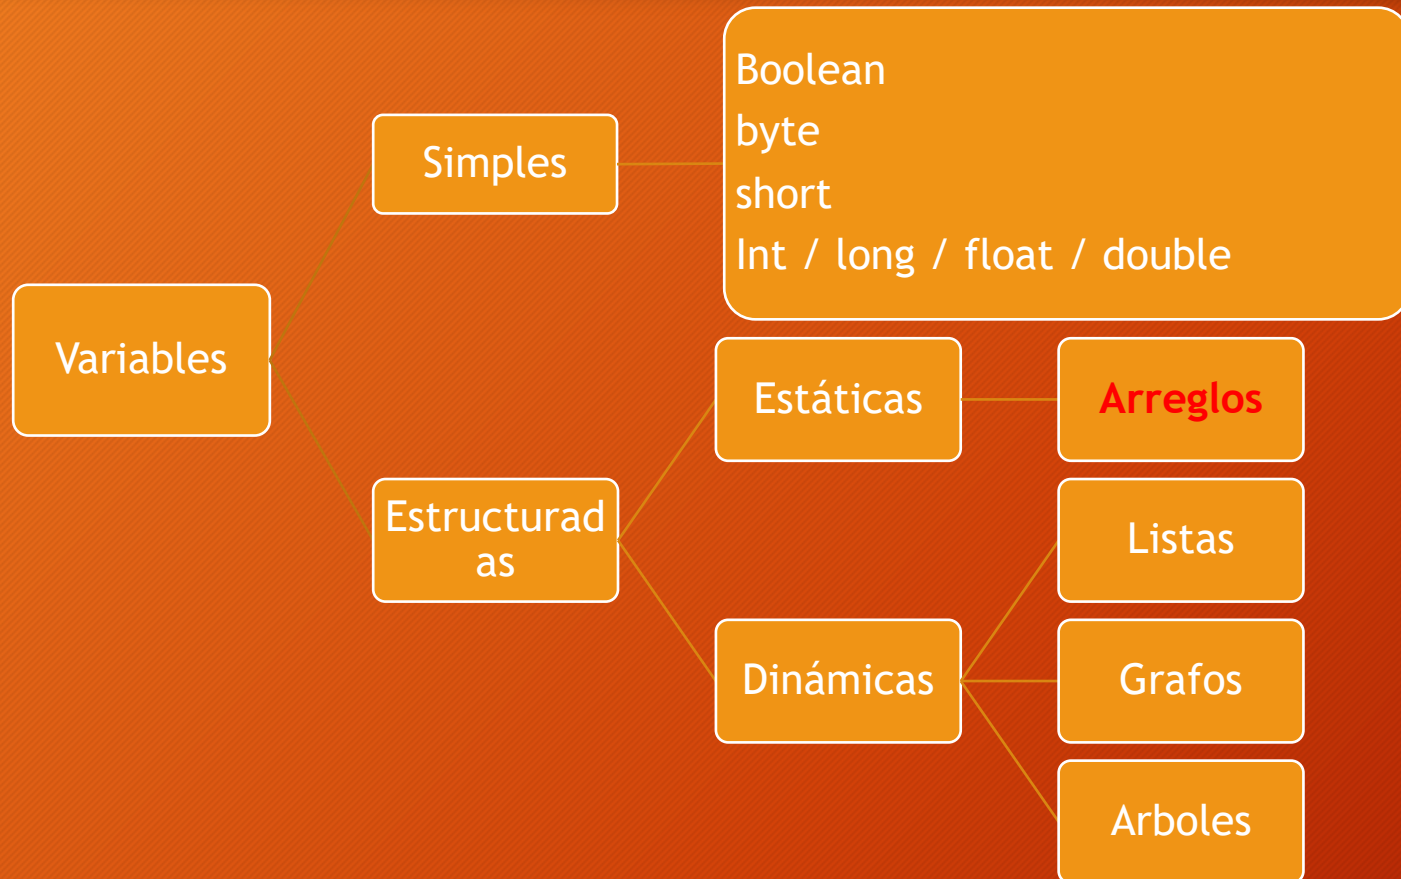 Variables
Simples
Boolean
byte
short
Int / long / float / double
Estructurad
as
Estáticas
Arreglos
Dinámicas
Listas
Grafos
Arboles